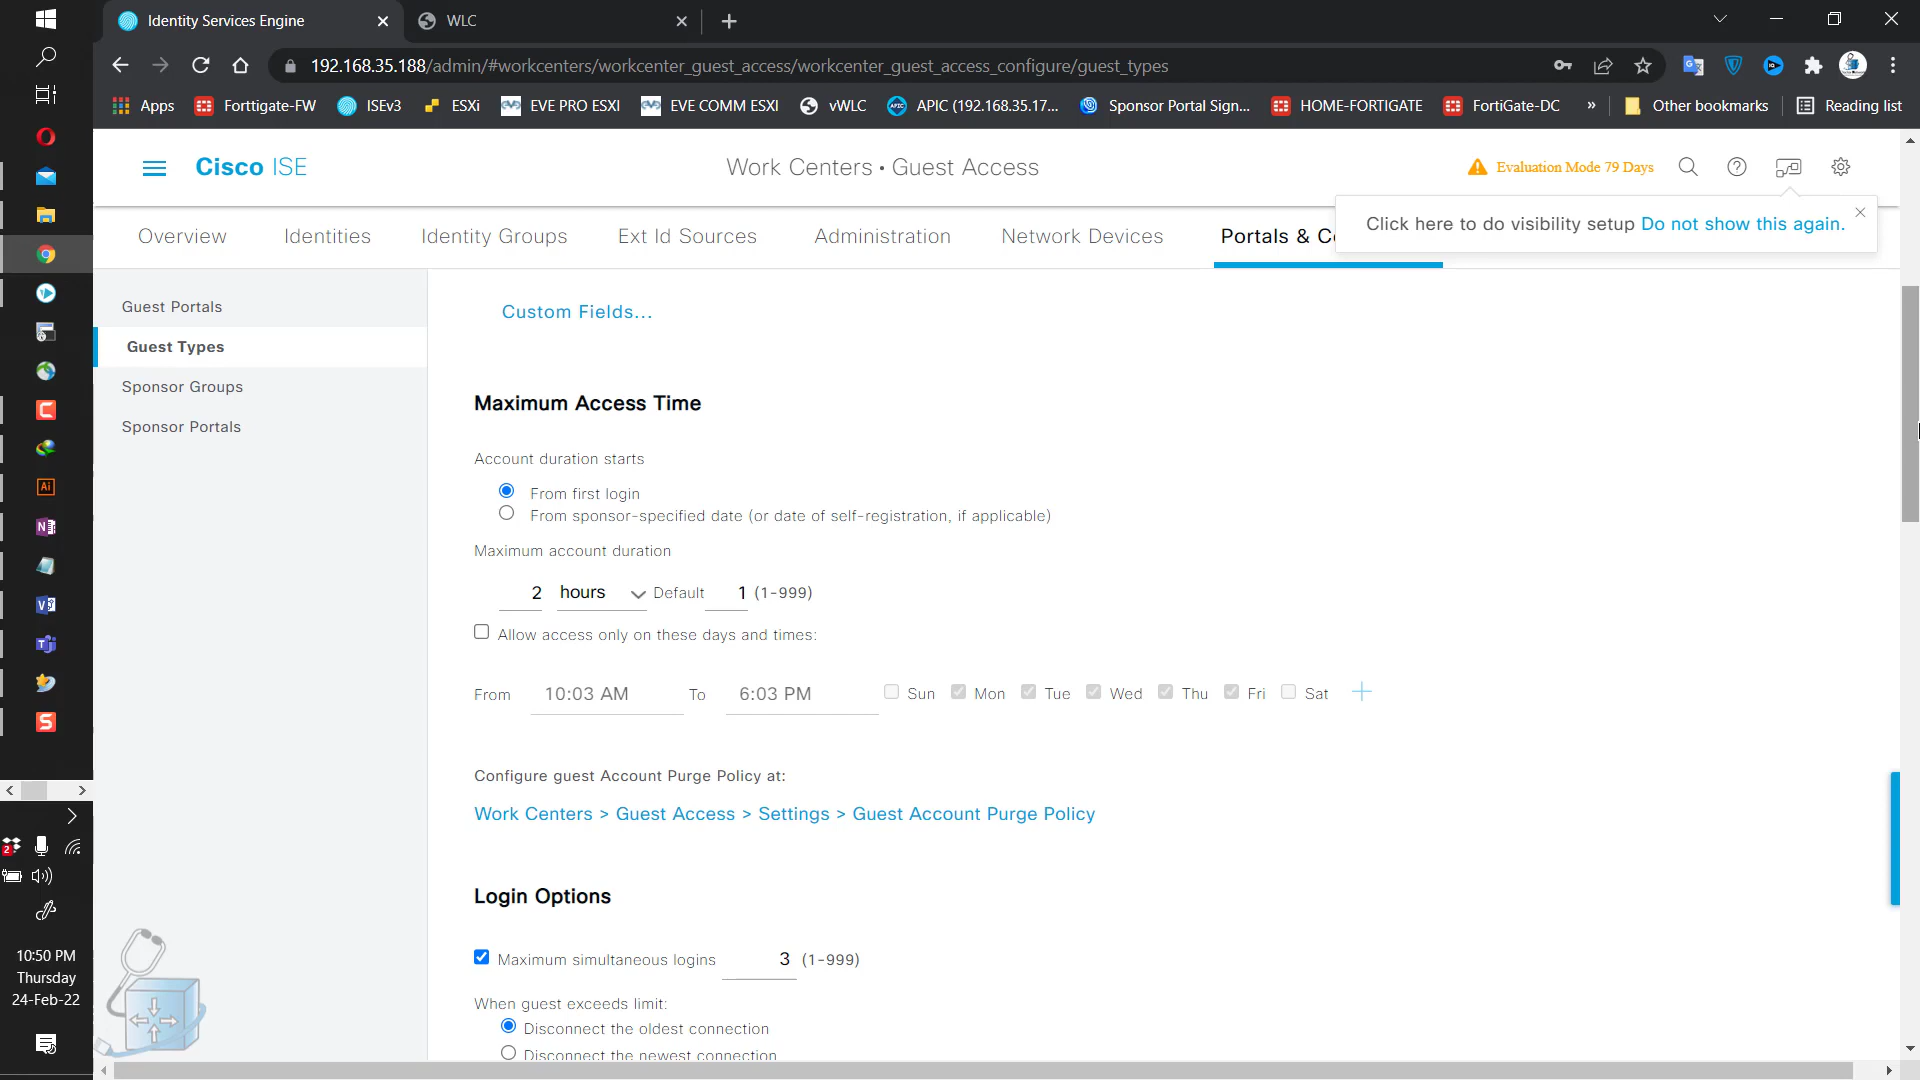 Identity Services Engine
WLC
192.168.35.188/admin/#workcenters/workcenter_guest_access/workcenter_guest_access_configure/guest_types
Apps
Fortigate-FW
ISEv3
ESXi
EVE PRO ESXI
EVE COMM ESXI
vWLC
APIC (192.168.35.17...
Sponsor Portal Sign...
HOME-FORTIGATE
FortiGate-DC
»
Other bookmarks
Reading list
Cisco ISE
Work Centers • Guest Access
Evaluation Mode 79 Days
Click here to do visibility setup Do not show this again.
Overview
Identities
Identity Groups
Ext Id Sources
Administration
Network Devices
Portals & Co
Guest Portals
Guest Types
Sponsor Groups
Sponsor Portals
Custom Fields...
Maximum Access Time
Account duration starts
From first login
From sponsor-specified date (or date of self-registration, if applicable)
Maximum account duration
2 hours Default 1 (1-999)
Allow access only on these days and times:
From 10:03 AM To 6:03 PM Sun Mon Tue Wed Thu Fri Sat
Configure guest Account Purge Policy at:
Work Centers > Guest Access > Settings > Guest Account Purge Policy
Login Options
Maximum simultaneous logins 3 (1-999)
When guest exceeds limit:
Disconnect the oldest connection
Disconnect the newest connection
10:50 PM
Thursday
24-Feb-22